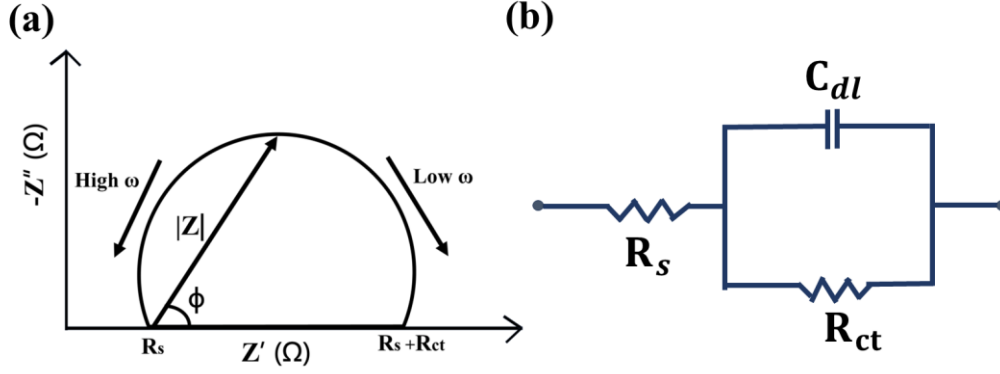 (a)
-Z″ (Ω)
High ω
|Z|
Low ω
ϕ
Rs
Z′ (Ω)
Rs +Rct
(b)
C_dl
R_s
R_ct